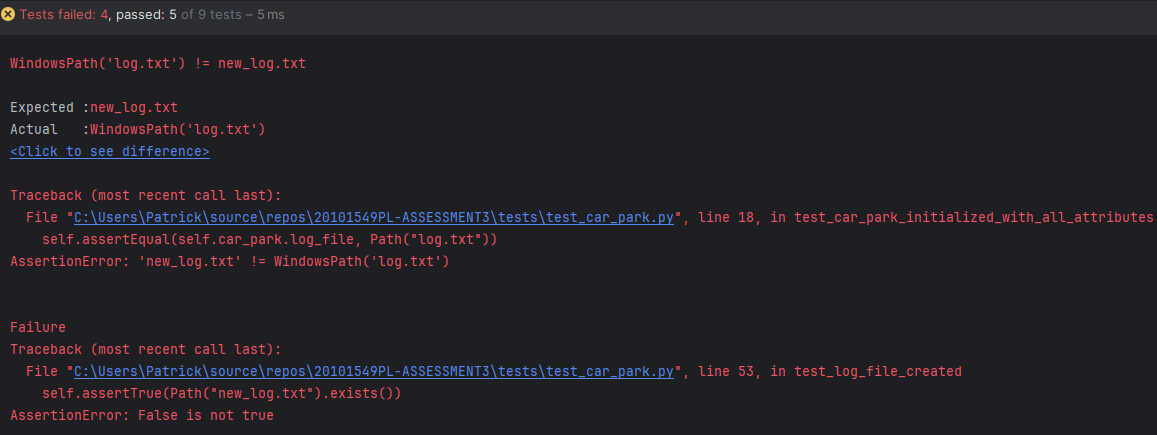 Tests failed: 4, passed: 5 of 9 tests – 5 ms
WindowsPath('log.txt') != new_log.txt
Expected :new_log.txt
Actual   :WindowsPath('log.txt')
<Click to see difference>
Traceback (most recent call last):
  File "C:\Users\Patrick\source\repos\20101549PL-ASSESSMENT3\tests\test_car_park.py", line 18, in test_car_park_initialized_with_all_attributes
    self.assertEqual(self.car_park.log_file, Path("log.txt"))
AssertionError: 'new_log.txt' != WindowsPath('log.txt')
Failure
Traceback (most recent call last):
  File "C:\Users\Patrick\source\repos\20101549PL-ASSESSMENT3\tests\test_car_park.py", line 53, in test_log_file_created
    self.assertTrue(Path("new_log.txt").exists())
AssertionError: False is not true